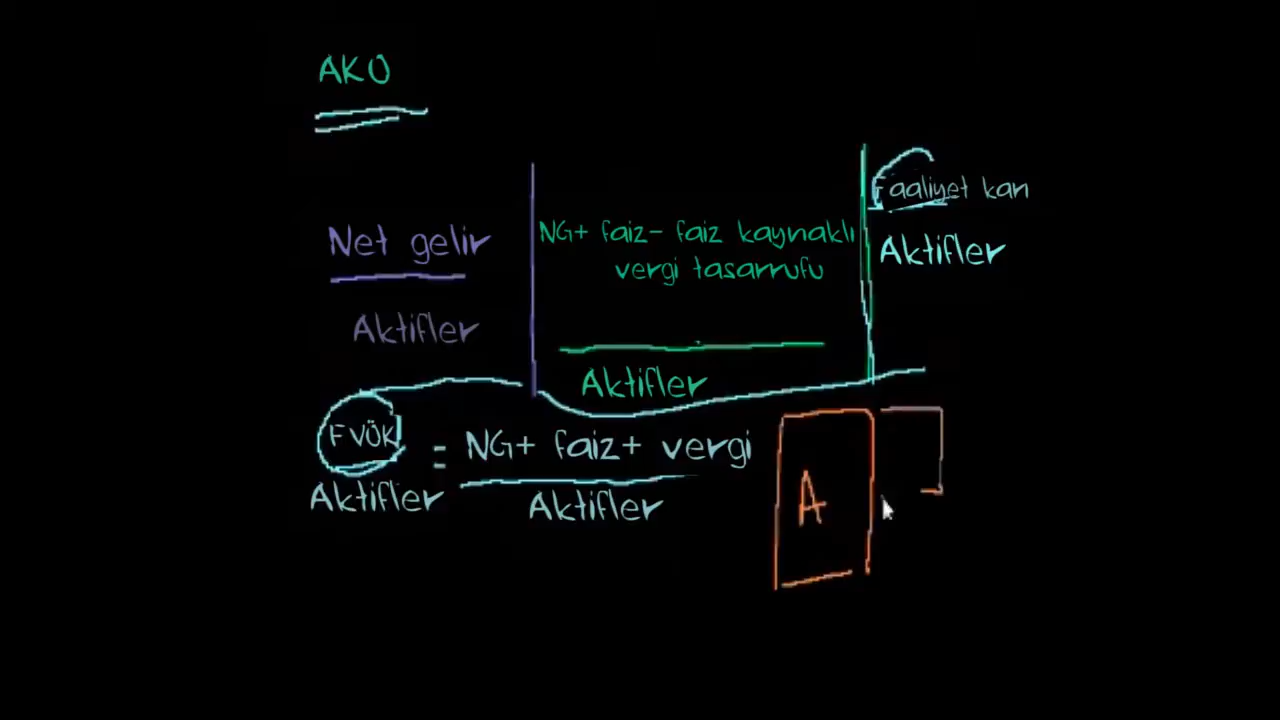 AKO
Net gelir
Aktifler
NG+ faiz- faiz kaynaklı
vergi tasarrufu
Aktifler
Faaliyet karı
Aktifler
FVÖK
Aktifler
= NG+ faiz+ vergi
Aktifler
A